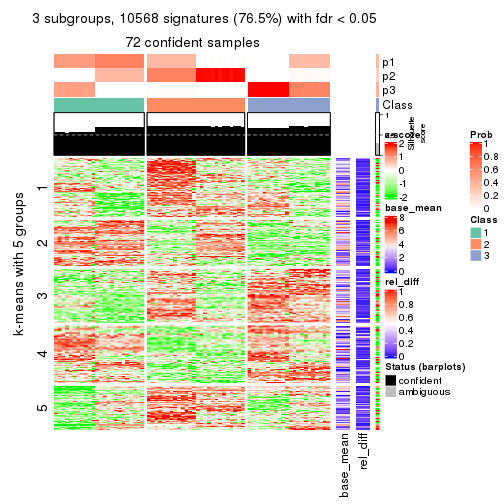 3 subgroups, 10568 signatures (76.5%) with fdr < 0.05
72 confident samples
p1
p2
p3
Class
1
Silhouette
score
k-means with 5 groups
1
2
3
4
5
base_mean
rel_diff
z-score
2
1
0
-1
-2
base_mean
8
6
4
2
0
rel_diff
1
0.8
0.6
0.4
0.2
0
Status (barplots)
confident
ambiguous
Prob
1
0.8
0.6
0.4
0.2
0
Class
1
2
3